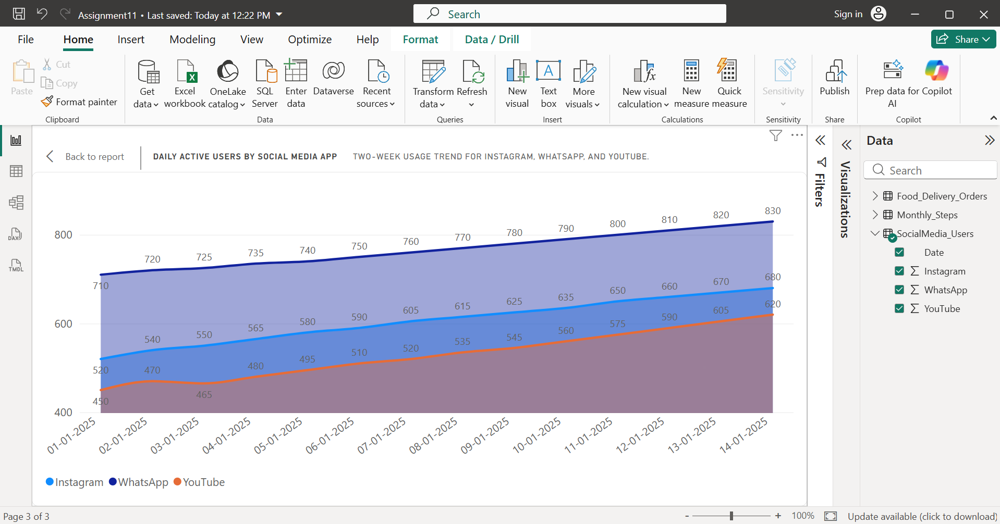 Assignment11 • Last saved: Today at 12:22 PM
Search
Sign in
File Home Insert Modeling View Optimize Help Format Data / Drill
Share
Paste
Cut
Copy
Format painter
Clipboard
Get data
Excel workbook
OneLake catalog
SQL Server
Enter data
Dataverse
Recent sources
Data
Transform data
Refresh
Queries
New visual
Text box
More visuals
Insert
New visual calculation
New measure
Quick measure
Calculations
Sensitivity
Sensitivity
Publish
Share
Prep data for AI
Copilot
Copilot
DAX
TMDL
Back to report
DAILY ACTIVE USERS BY SOCIAL MEDIA APP TWO-WEEK USAGE TREND FOR INSTAGRAM, WHATSAPP, AND YOUTUBE.
800
600
400
710 720 725 735 740 750 760 770 780 790 800 810 820 830
520 540 550 565 580 590 605 615 625 635 650 660 670 680
450 470 465 480 495 510 520 535 545 560 575 590 605 620
01-01-2025 02-01-2025 03-01-2025 04-01-2025 05-01-2025 06-01-2025 07-01-2025 08-01-2025 09-01-2025 10-01-2025 11-01-2025 12-01-2025 13-01-2025 14-01-2025
Instagram WhatsApp YouTube
Filters
Visualizations
Data
Search
Food_Delivery_Orders
Monthly_Steps
SocialMedia_Users
Date
Instagram
WhatsApp
YouTube
Page 3 of 3
- + 100%
Update available (click to download)